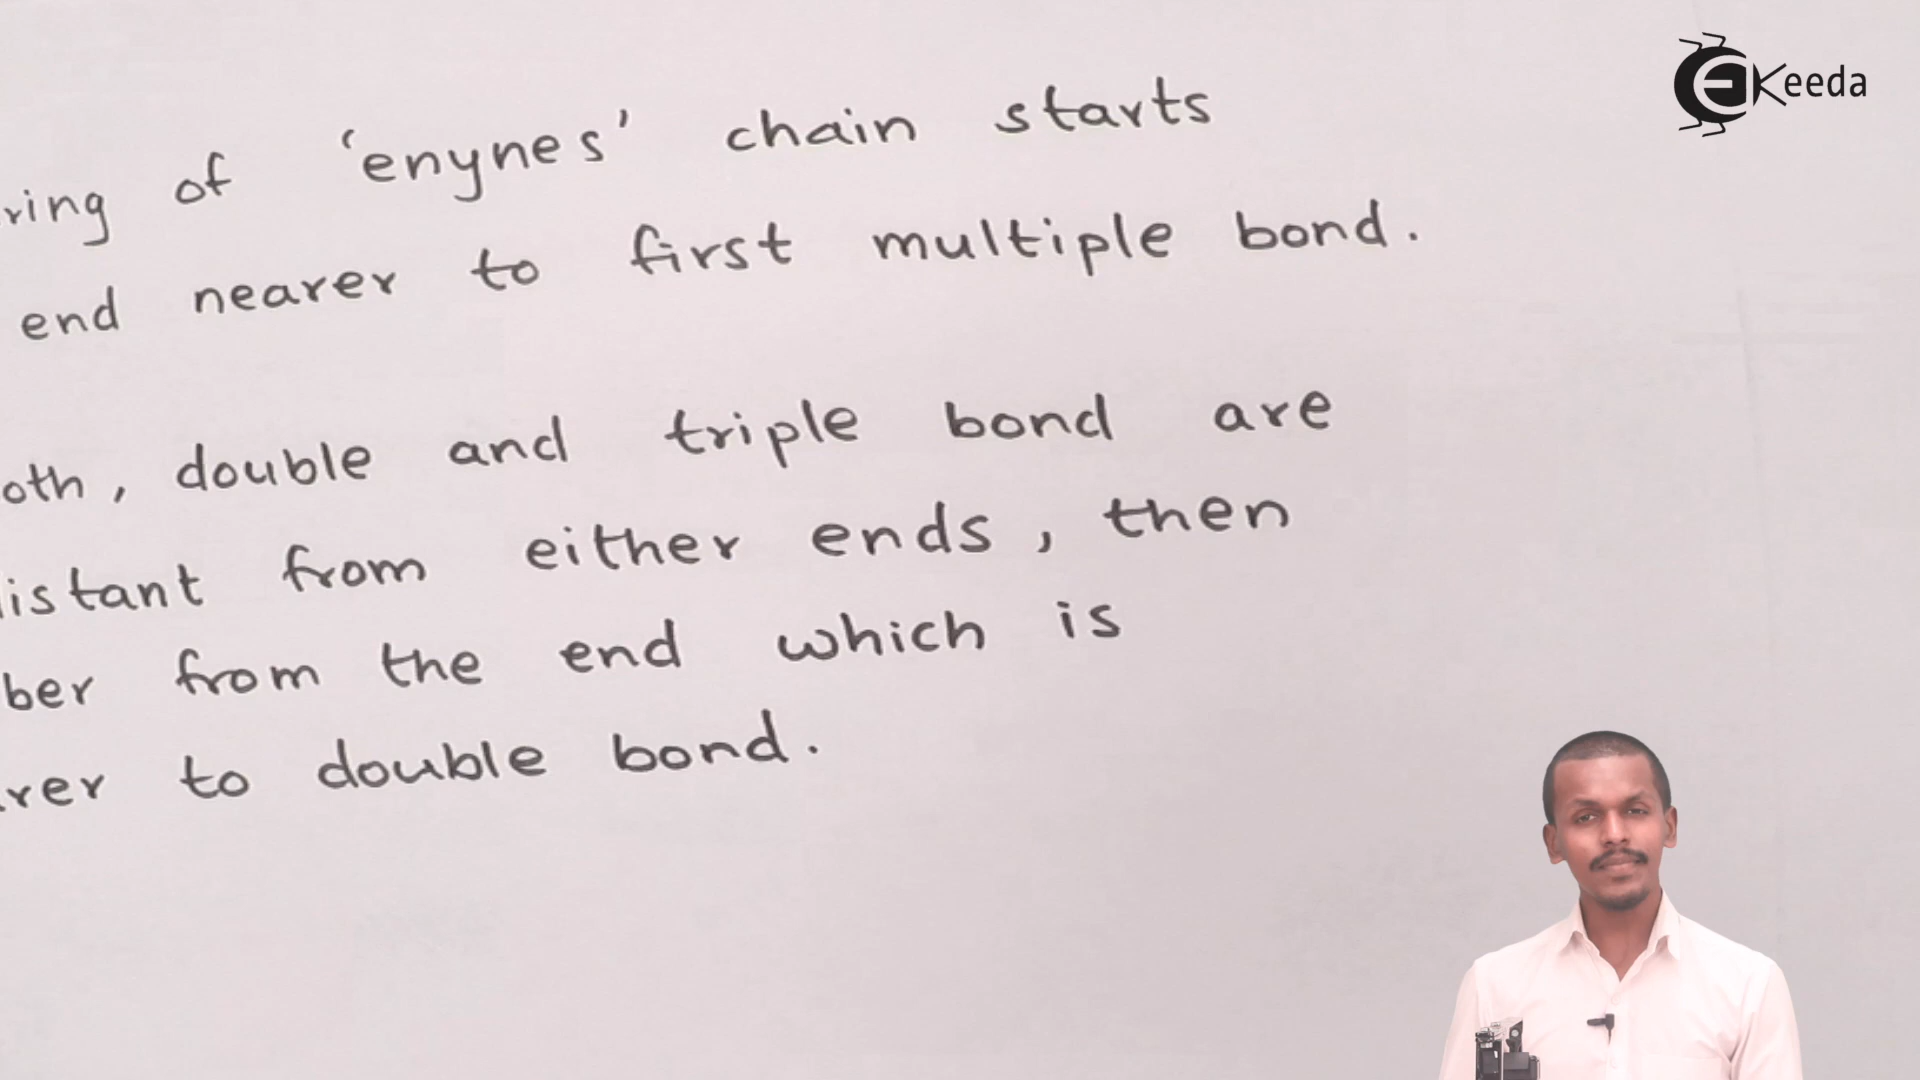 ring of 'enynes' chain starts
end nearer to first multiple bond.
oth, double and triple bond are
istant from either ends, then
ber from the end which is
rer to double bond.
EKeeda